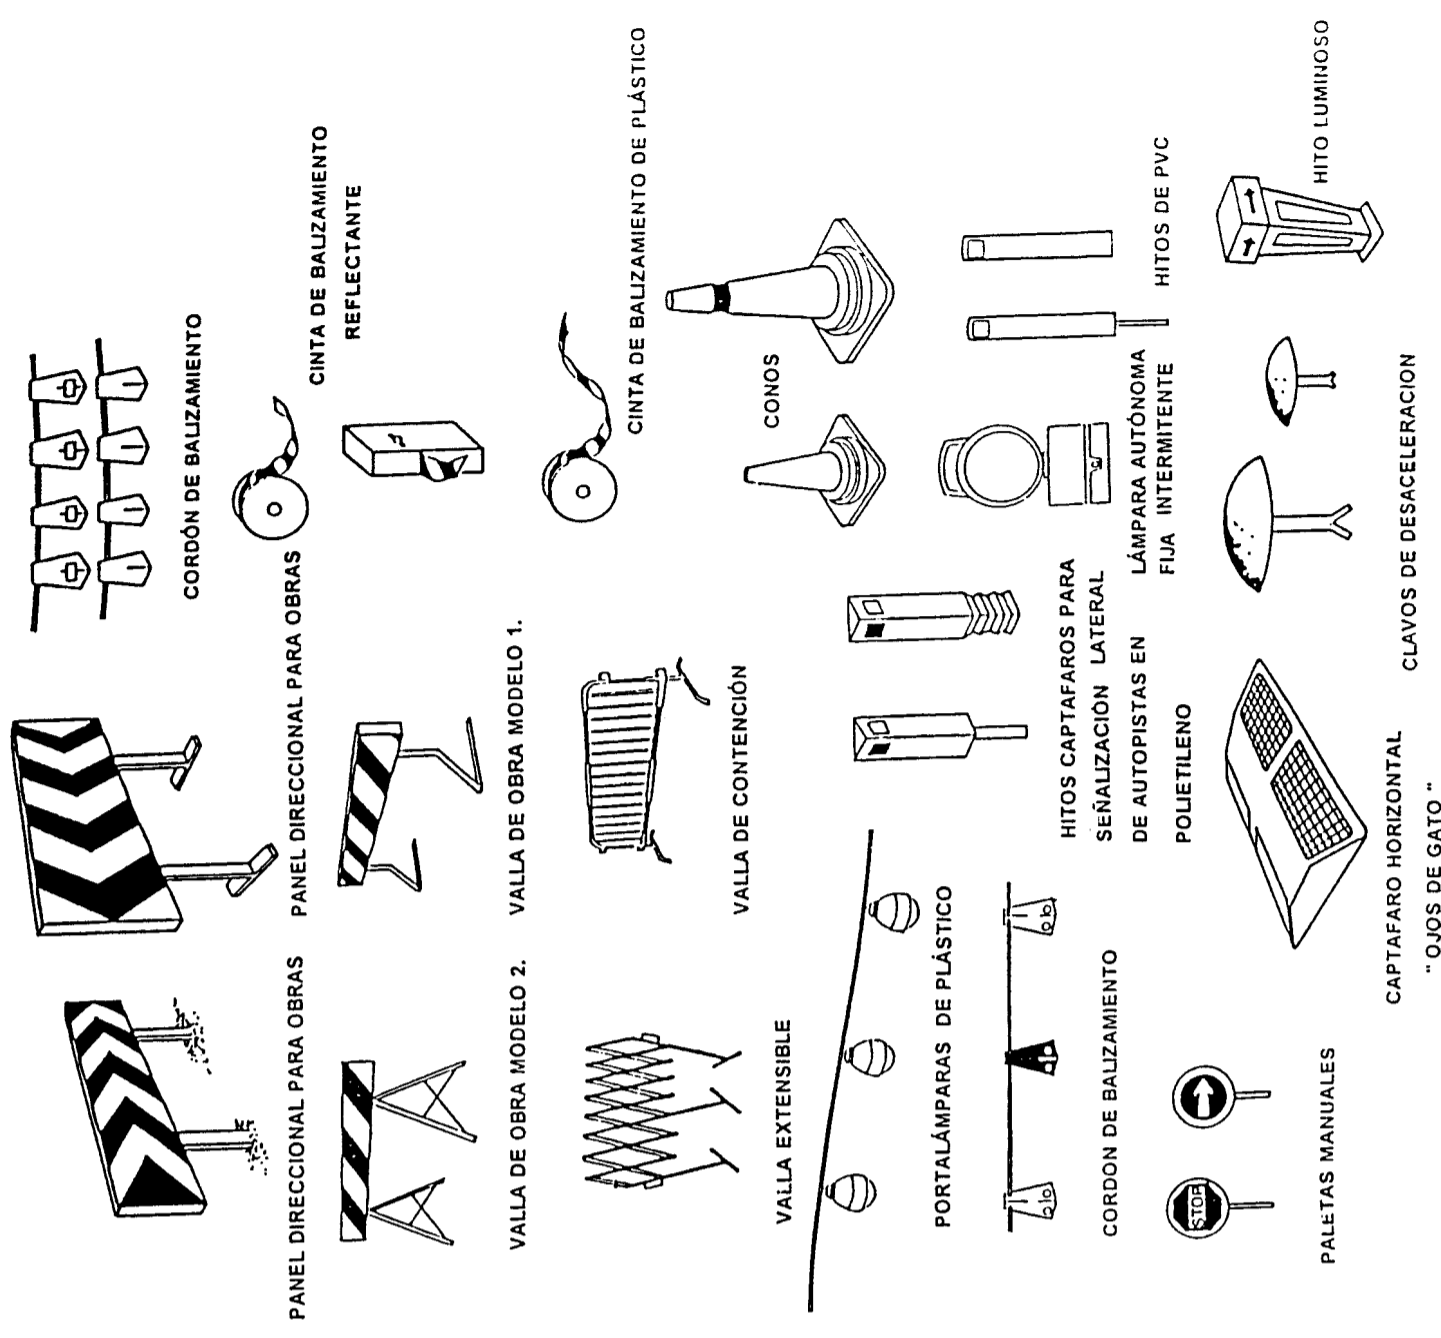 PANEL DIRECCIONAL PARA OBRAS
PANEL DIRECCIONAL PARA OBRAS
CORDÓN DE BALIZAMIENTO
CINTA DE BALIZAMIENTO
REFLECTANTE
VALLA DE OBRA MODELO 2.
VALLA DE OBRA MODELO 1.
CINTA DE BALIZAMIENTO DE PLÁSTICO
VALLA EXTENSIBLE
VALLA DE CONTENCIÓN
CONOS
PORTALÁMPARAS DE PLÁSTICO
HITOS CAPTAFAROS PARA
SEÑALIZACIÓN LATERAL
DE AUTOPISTAS EN
POLIETILENO
LÁMPARA AUTÓNOMA
FIJA INTERMITENTE
HITOS DE PVC
CORDON DE BALIZAMIENTO
STOP
PALETAS MANUALES
CAPTAFARO HORIZONTAL
" OJOS DE GATO "
CLAVOS DE DESACELERACION
HITO LUMINOSO